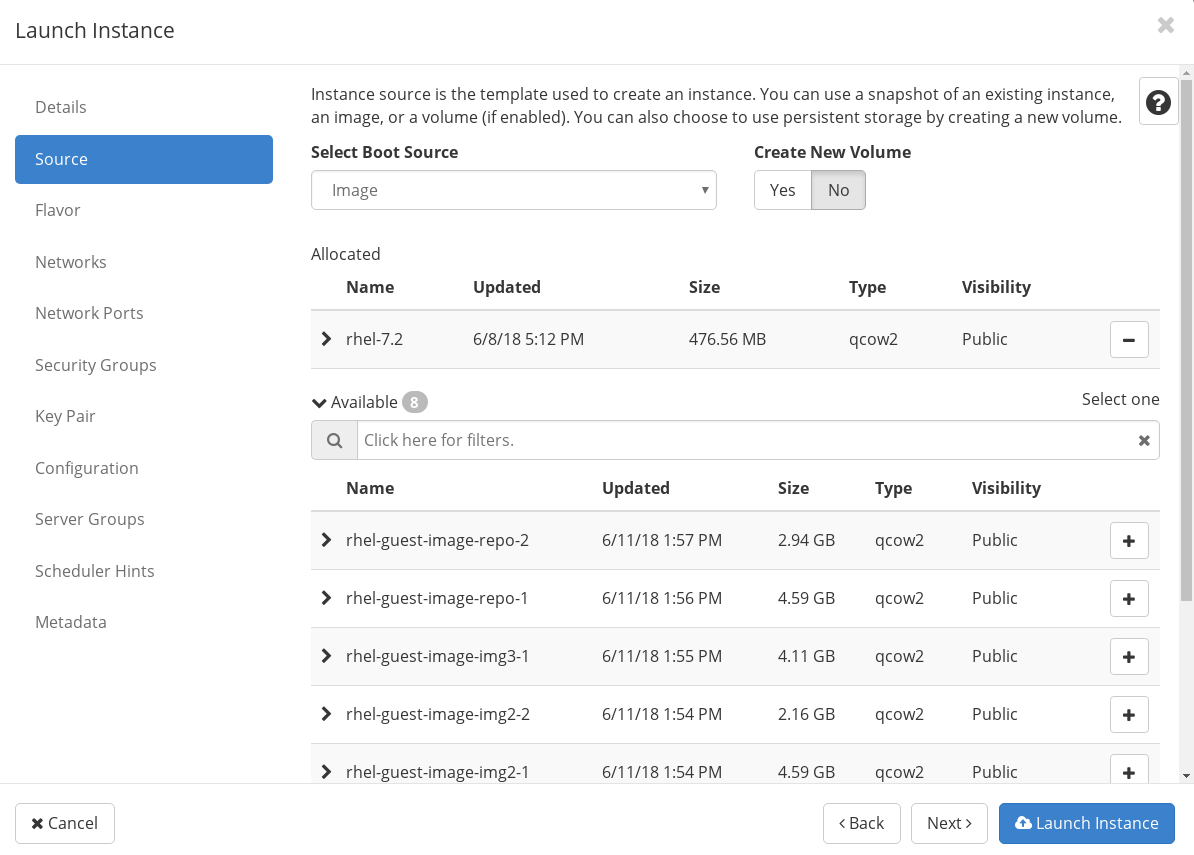 Launch Instance
Details
Source
Flavor
Networks
Network Ports
Security Groups
Key Pair
Configuration
Server Groups
Scheduler Hints
Metadata
Instance source is the template used to create an instance. You can use a snapshot of an existing instance,
an image, or a volume (if enabled). You can also choose to use persistent storage by creating a new volume.
Select Boot Source Create New Volume
Image Yes No
Allocated
Name Updated Size Type Visibility
rhel-7.2 6/8/18 5:12 PM 476.56 MB qcow2 Public
Available 8 Select one
Click here for filters.
Name Updated Size Type Visibility
rhel-guest-image-repo-2 6/11/18 1:57 PM 2.94 GB qcow2 Public
rhel-guest-image-repo-1 6/11/18 1:56 PM 4.59 GB qcow2 Public
rhel-guest-image-img3-1 6/11/18 1:55 PM 4.11 GB qcow2 Public
rhel-guest-image-img2-2 6/11/18 1:54 PM 2.16 GB qcow2 Public
rhel-guest-image-img2-1 6/11/18 1:54 PM 4.59 GB qcow2 Public
Cancel < Back Next > Launch Instance